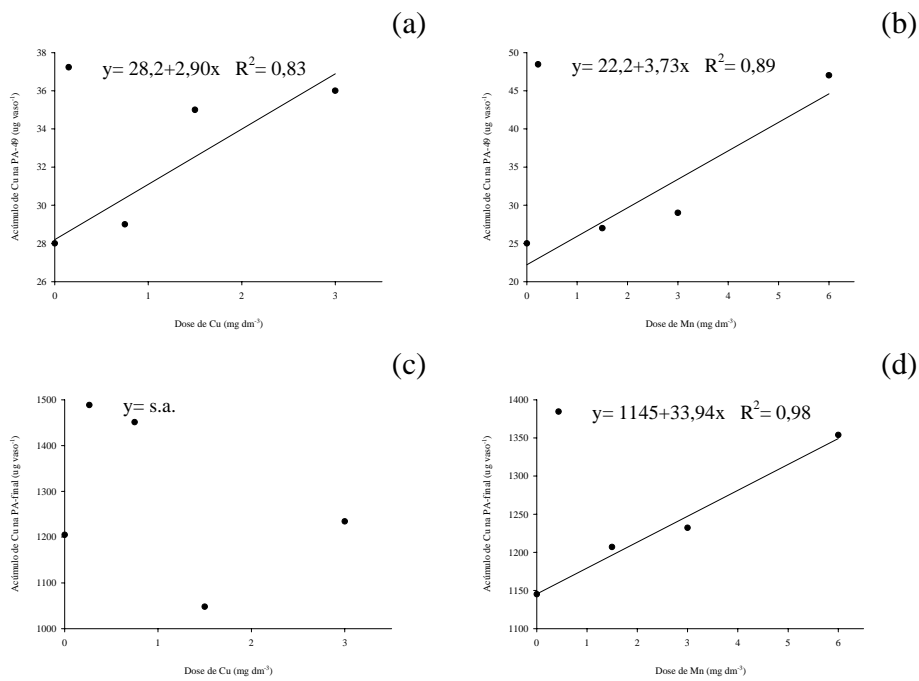 (a)
y= 28,2+2,90x R²= 0,83
38
36
34
32
30
28
26
0 1 2 3
Acúmulo de Cu na PA-49 (ug vaso⁻¹)
Dose de Cu (mg dm⁻³)
(b)
y= 22,2+3,73x R²= 0,89
50
45
40
35
30
25
20
0 1 2 3 4 5 6
Acúmulo de Cu na PA-49 (ug vaso⁻¹)
Dose de Mn (mg dm⁻³)
(c)
y= s.a.
1500
1400
1300
1200
1100
1000
0 1 2 3
Acúmulo de Cu na PA-final (ug vaso⁻¹)
Dose de Cu (mg dm⁻³)
(d)
y= 1145+33,94x R²= 0,98
1400
1350
1300
1250
1200
1150
1100
0 1 2 3 4 5 6
Acúmulo de Cu na PA-final (ug vaso⁻¹)
Dose de Mn (mg dm⁻³)